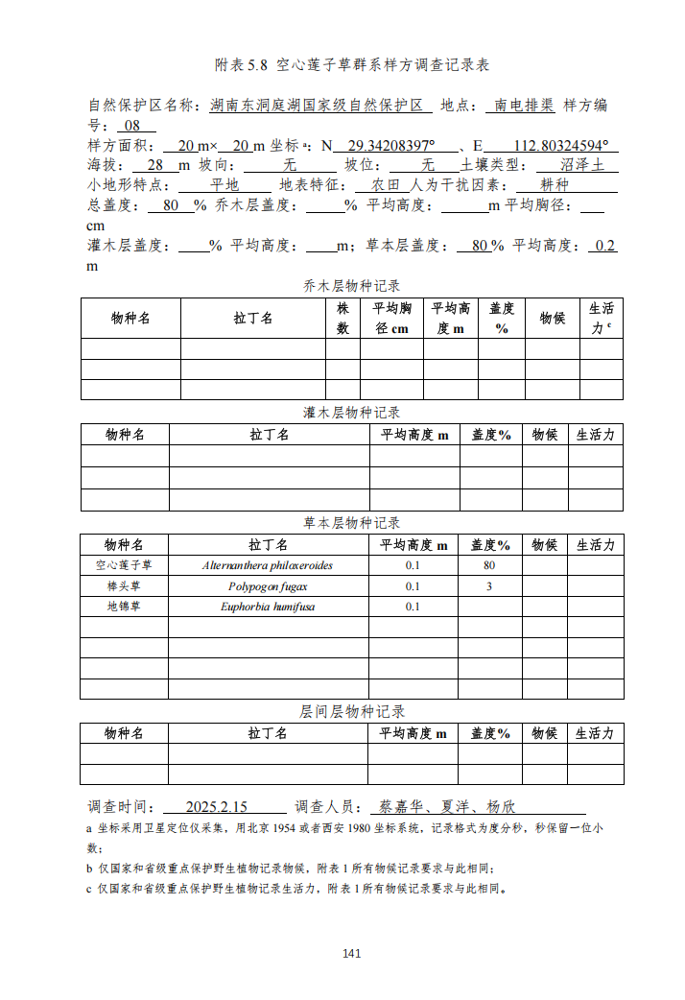 附表 5.8 空心莲子草群系样方调查记录表
自然保护区名称：湖南东洞庭湖国家级自然保护区 地点： 南电排渠 样方编
号： 08
样方面积： 20 m× 20 m 坐标 a：N 29.34208397° 、E 112.80324594°
海拔： 28 m 坡向： 无 坡位： 无 土壤类型： 沼泽土
小地形特点： 平地 地表特征： 农田 人为干扰因素： 耕种
总盖度： 80 % 乔木层盖度： % 平均高度： m 平均胸径：
cm
灌木层盖度： % 平均高度： m；草本层盖度： 80 % 平均高度： 0.2
m
乔木层物种记录
物种名 拉丁名 株数 平均胸径 cm 平均高度 m 盖度% 物候 生活力 c
灌木层物种记录
物种名 拉丁名 平均高度 m 盖度% 物候 生活力
草本层物种记录
物种名 拉丁名 平均高度 m 盖度% 物候 生活力
空心莲子草 Alternanthera philoxeroides 0.1 80
棒头草 Polypogon fugax 0.1 3
地锦草 Euphorbia humifusa 0.1
层间层物种记录
物种名 拉丁名 平均高度 m 盖度% 物候 生活力
调查时间： 2025.2.15 调查人员： 蔡嘉华、夏洋、杨欣
a 坐标采用卫星定位仪采集，用北京 1954 或者西安 1980 坐标系统，记录格式为度分秒，秒保留一位小
数；
b 仅国家和省级重点保护野生植物记录物候，附表 1 所有物候记录要求与此相同；
c 仅国家和省级重点保护野生植物记录生活力，附表 1 所有物候记录要求与此相同。
141